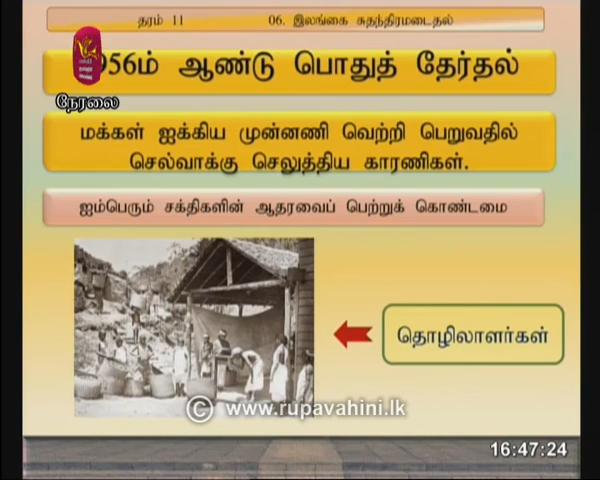 தரம் 11 06. இலங்கை சுதந்திரமடைதல்
956ம் ஆண்டு பொதுத் தேர்தல்
நேரலை
மக்கள் ஐக்கிய முன்னணி வெற்றி பெறுவதில்
செல்வாக்கு செலுத்திய காரணிகள்.
ஐம்பெரும் சக்திகளின் ஆதரவைப் பெற்றுக் கொண்டமை
தொழிலாளர்கள்
© www.rupavahini.lk
16:47:24